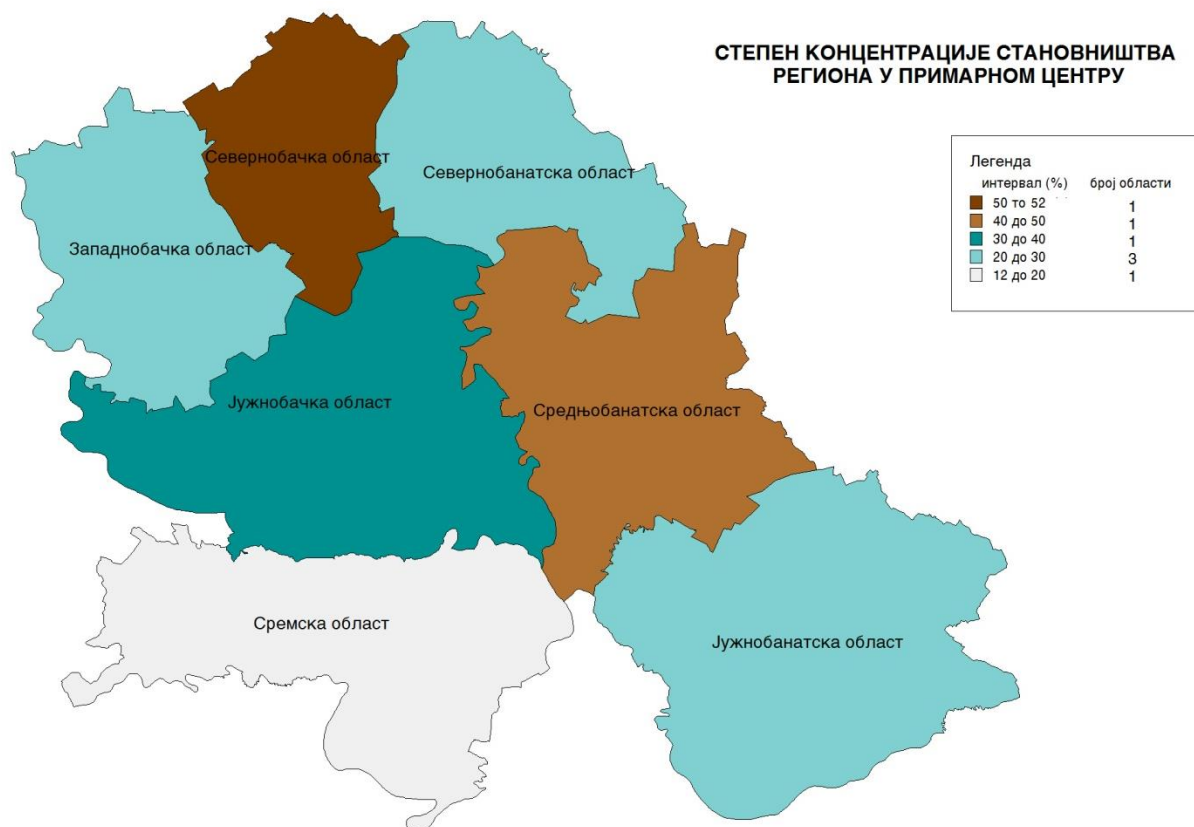 СТЕПЕН КОНЦЕНТРАЦИЈЕ СТАНОВНИШТВА
РЕГИОНА У ПРИМАРНОМ ЦЕНТРУ
Легенда
интервал (%) број области
50 то 52 1
40 до 50 1
30 до 40 1
20 до 30 3
12 до 20 1
Севернобачка област
Севернобанатска област
Западнобачка област
Јужнобачка област
Средњобанатска област
Сремска област
Јужнобанатска област